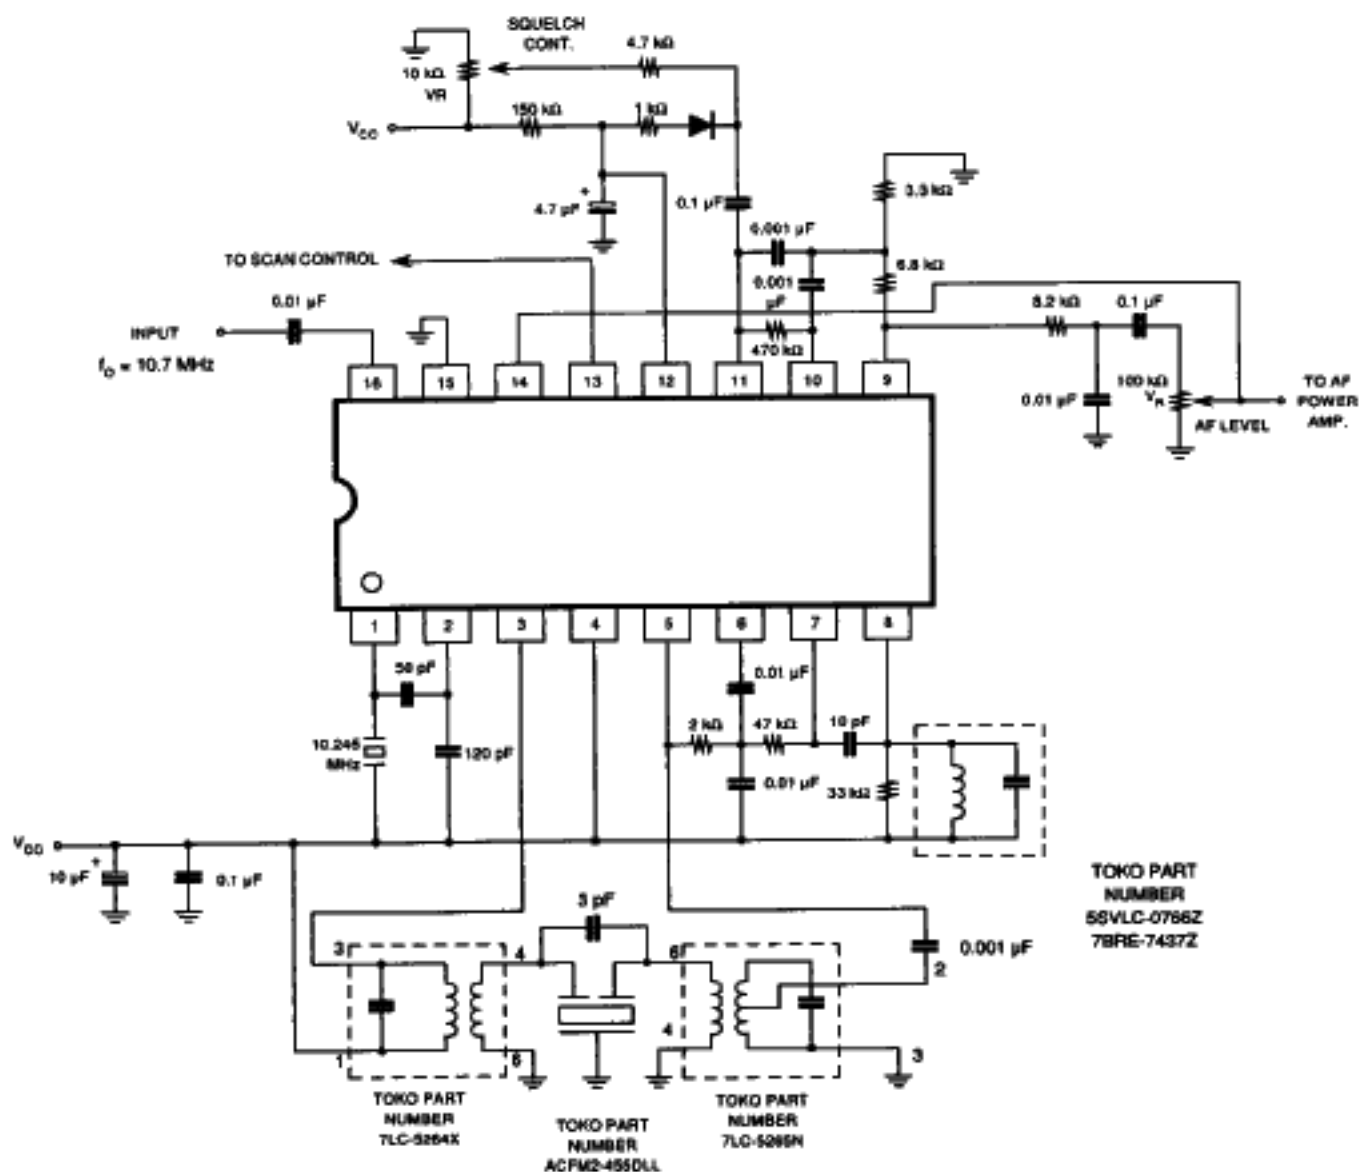 SQUELCH
CONT.
4.7 kΩ
10 kΩ
VR
150 kΩ
1 kΩ
VCC
4.7 µF
+
0.1 µF
0.001 µF
3.3 kΩ
TO SCAN CONTROL
0.001
µF
6.8 kΩ
0.01 µF
8.2 kΩ
0.1 µF
INPUT
fO = 10.7 MHz
470 kΩ
16
15
14
13
12
11
10
9
100 kΩ
VR
0.01 µF
AF LEVEL
TO AF
POWER
AMP.
1
2
3
4
5
6
7
8
50 pF
0.01 µF
2 kΩ
47 kΩ
10 pF
10.245
MHz
120 pF
0.01 µF
33 kΩ
VCC
+
10 µF
0.1 µF
TOKO PART
NUMBER
5SVLC-0766Z
7BRE-7437Z
3 pF
0.001 µF
3
4
6
2
1
6
4
3
TOKO PART
NUMBER
7LC-5264X
TOKO PART
NUMBER
ACFM2-455DLL
TOKO PART
NUMBER
7LC-5265N